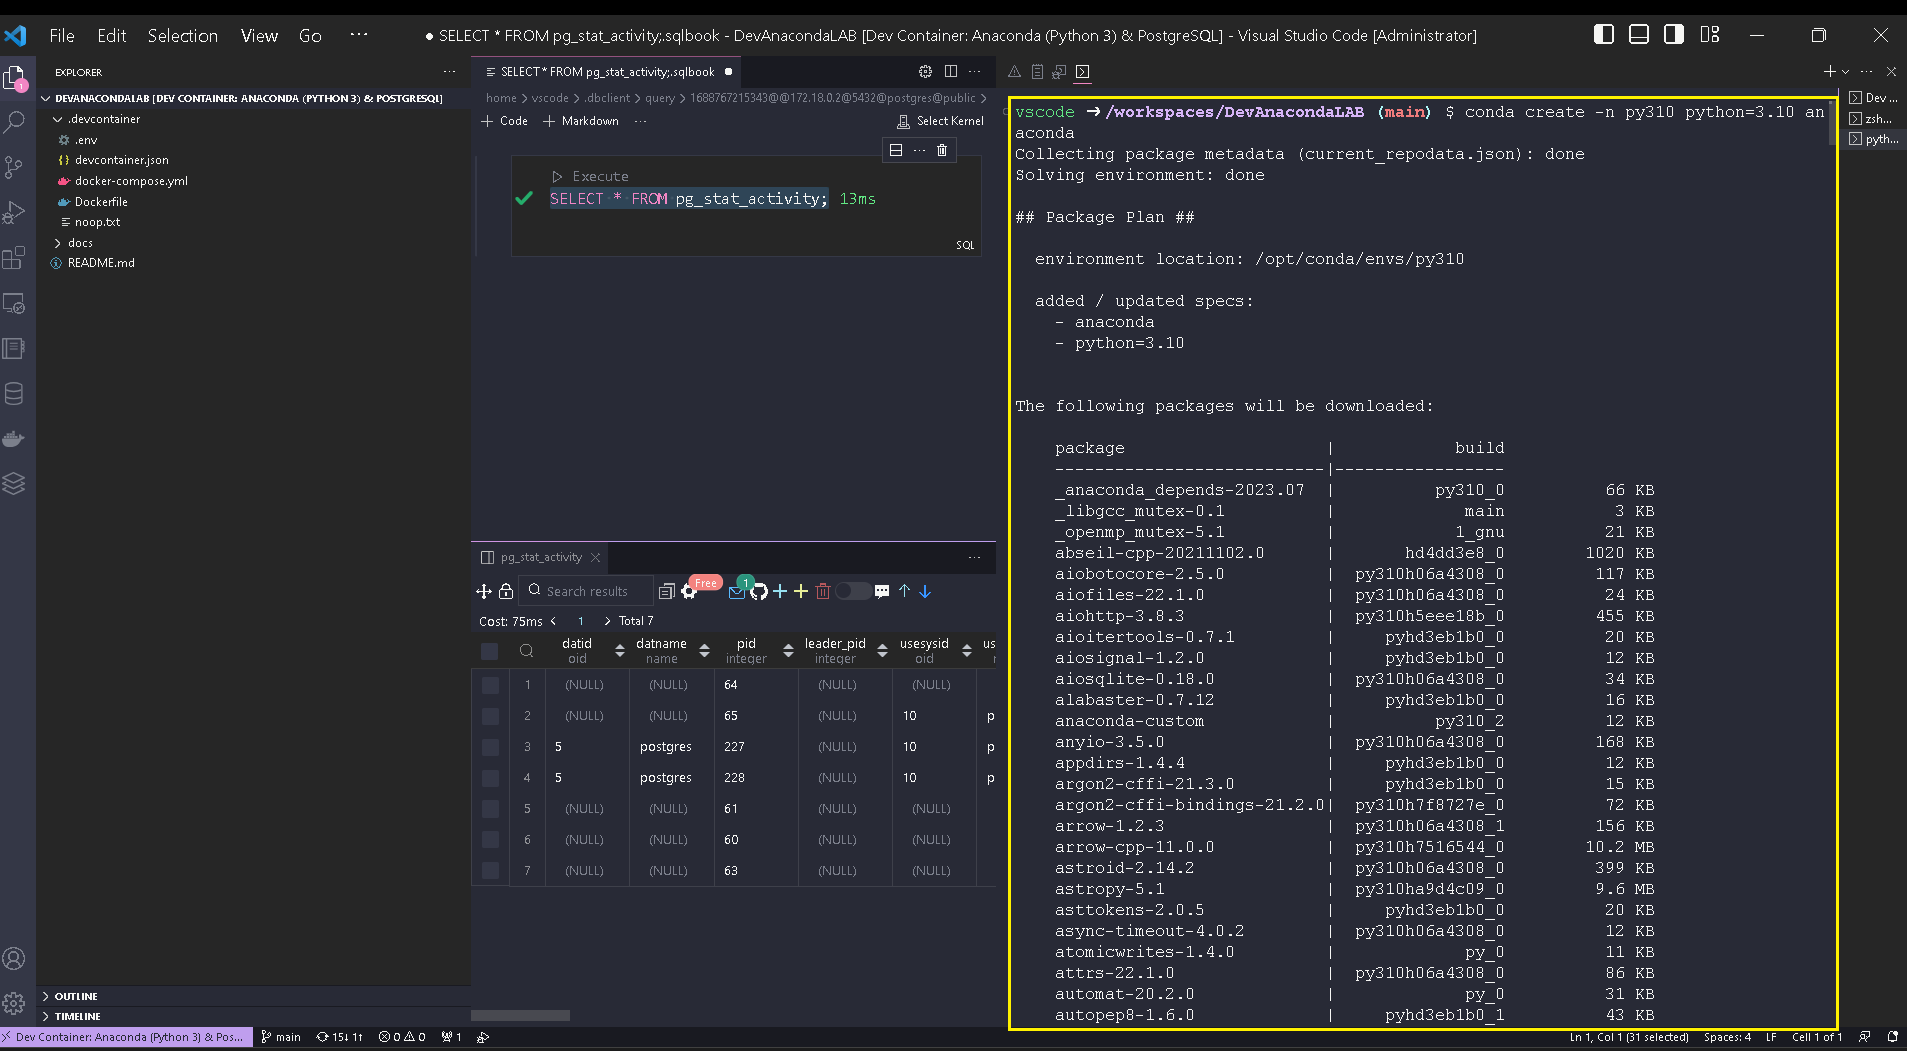 File Edit Selection View Go ··· ● SELECT * FROM pg_stat_activity;.sqlbook - DevAnacondaLAB [Dev Container: Anaconda (Python 3) & PostgreSQL] - Visual Studio Code [Administrator]
EXPLORER
DEVANACONDALAB [DEV CONTAINER: ANACONDA (PYTHON 3) & POSTGRESQL]
.devcontainer
.env
devcontainer.json
docker-compose.yml
Dockerfile
noop.txt
docs
README.md
OUTLINE
TIMELINE
1
SELECT * FROM pg_stat_activity;.sqlbook ●
home > vscode > .dbclient > query > 1688767215343@@172.18.0.2@5432@postgres@public >
+ Code + Markdown ··· Select Kernel
Execute
SELECT * FROM pg_stat_activity; 13ms
SQL
pg_stat_activity
Search results Free 1
Cost: 75ms < 1 > Total 7
datid datname pid leader_pid usesysid us
oid name integer integer oid
1 (NULL) (NULL) 64 (NULL) (NULL)
2 (NULL) (NULL) 65 (NULL) 10 p
3 5 postgres 227 (NULL) 10 p
4 5 postgres 228 (NULL) 10 p
5 (NULL) (NULL) 61 (NULL) (NULL)
6 (NULL) (NULL) 60 (NULL) (NULL)
7 (NULL) (NULL) 63 (NULL) (NULL)
vscode ➜ /workspaces/DevAnacondaLAB (main) $ conda create -n py310 python=3.10 an
aconda
Collecting package metadata (current_repodata.json): done
Solving environment: done
## Package Plan ##
environment location: /opt/conda/envs/py310
added / updated specs:
- anaconda
- python=3.10
The following packages will be downloaded:
package | build
---------------------------|-----------------
_anaconda_depends-2023.07 | py310_0 66 KB
_libgcc_mutex-0.1 | main 3 KB
_openmp_mutex-5.1 | 1_gnu 21 KB
abseil-cpp-20211102.0 | hd4dd3e8_0 1020 KB
aiobotocore-2.5.0 | py310h06a4308_0 117 KB
aiofiles-22.1.0 | py310h06a4308_0 24 KB
aiohttp-3.8.3 | py310h5eee18b_0 455 KB
aioitertools-0.7.1 | pyhd3eb1b0_0 20 KB
aiosignal-1.2.0 | pyhd3eb1b0_0 12 KB
aiosqlite-0.18.0 | py310h06a4308_0 34 KB
alabaster-0.7.12 | pyhd3eb1b0_0 16 KB
anaconda-custom | py310_2 12 KB
anyio-3.5.0 | py310h06a4308_0 168 KB
appdirs-1.4.4 | pyhd3eb1b0_0 12 KB
argon2-cffi-21.3.0 | pyhd3eb1b0_0 15 KB
argon2-cffi-bindings-21.2.0| py310h7f8727e_0 72 KB
arrow-1.2.3 | py310h06a4308_1 156 KB
arrow-cpp-11.0.0 | py310h7516544_0 10.2 MB
astroid-2.14.2 | py310h06a4308_0 399 KB
astropy-5.1 | py310ha9d4c09_0 9.6 MB
asttokens-2.0.5 | pyhd3eb1b0_0 20 KB
async-timeout-4.0.2 | py310h06a4308_0 12 KB
atomicwrites-1.4.0 | py_0 11 KB
attrs-22.1.0 | py310h06a4308_0 86 KB
automat-20.2.0 | py_0 31 KB
autopep8-1.6.0 | pyhd3eb1b0_1 43 KB
Dev ...
zsh...
pyth...
Dev Container: Anaconda (Python 3) & Pos... main 15↓ 1↑ 0 0 1 Ln 1, Col 1 (31 selected) Spaces: 4 LF Cell 1 of 1